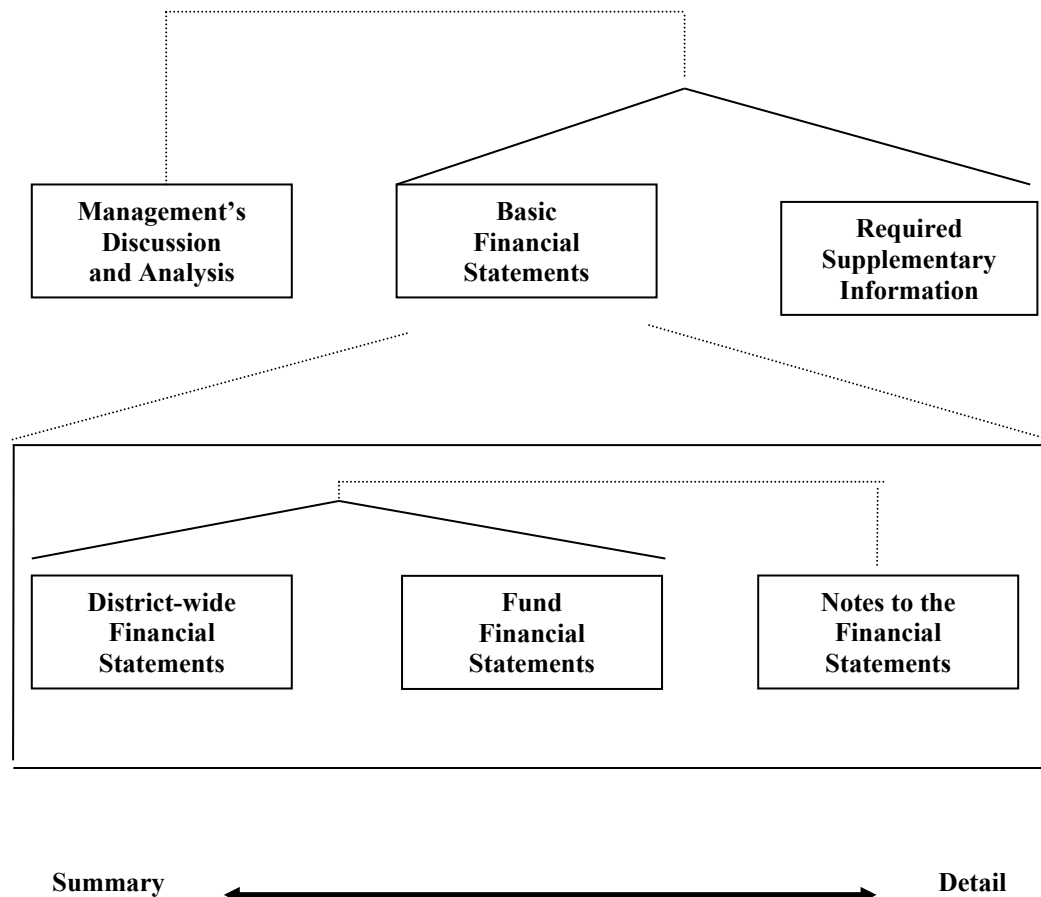 Management’s
Discussion
and Analysis
Basic
Financial
Statements
Required
Supplementary
Information
District-wide
Financial
Statements
Fund
Financial
Statements
Notes to the
Financial
Statements
Summary
Detail